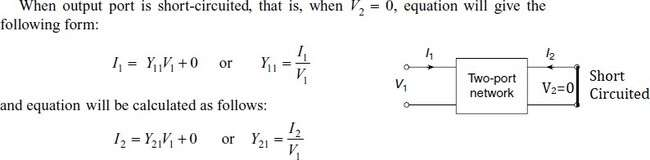 When output port is short-circuited, that is, when V₂ = 0, equation will give the
following form:
I₁ = Y₁₁V₁ + 0 or Y₁₁ = I₁/V₁
and equation will be calculated as follows:
I₂ = Y₂₁V₁ + 0 or Y₂₁ = I₂/V₁
I₁
I₂
V₁
Two-port
network
V₂=0
Short
Circuited